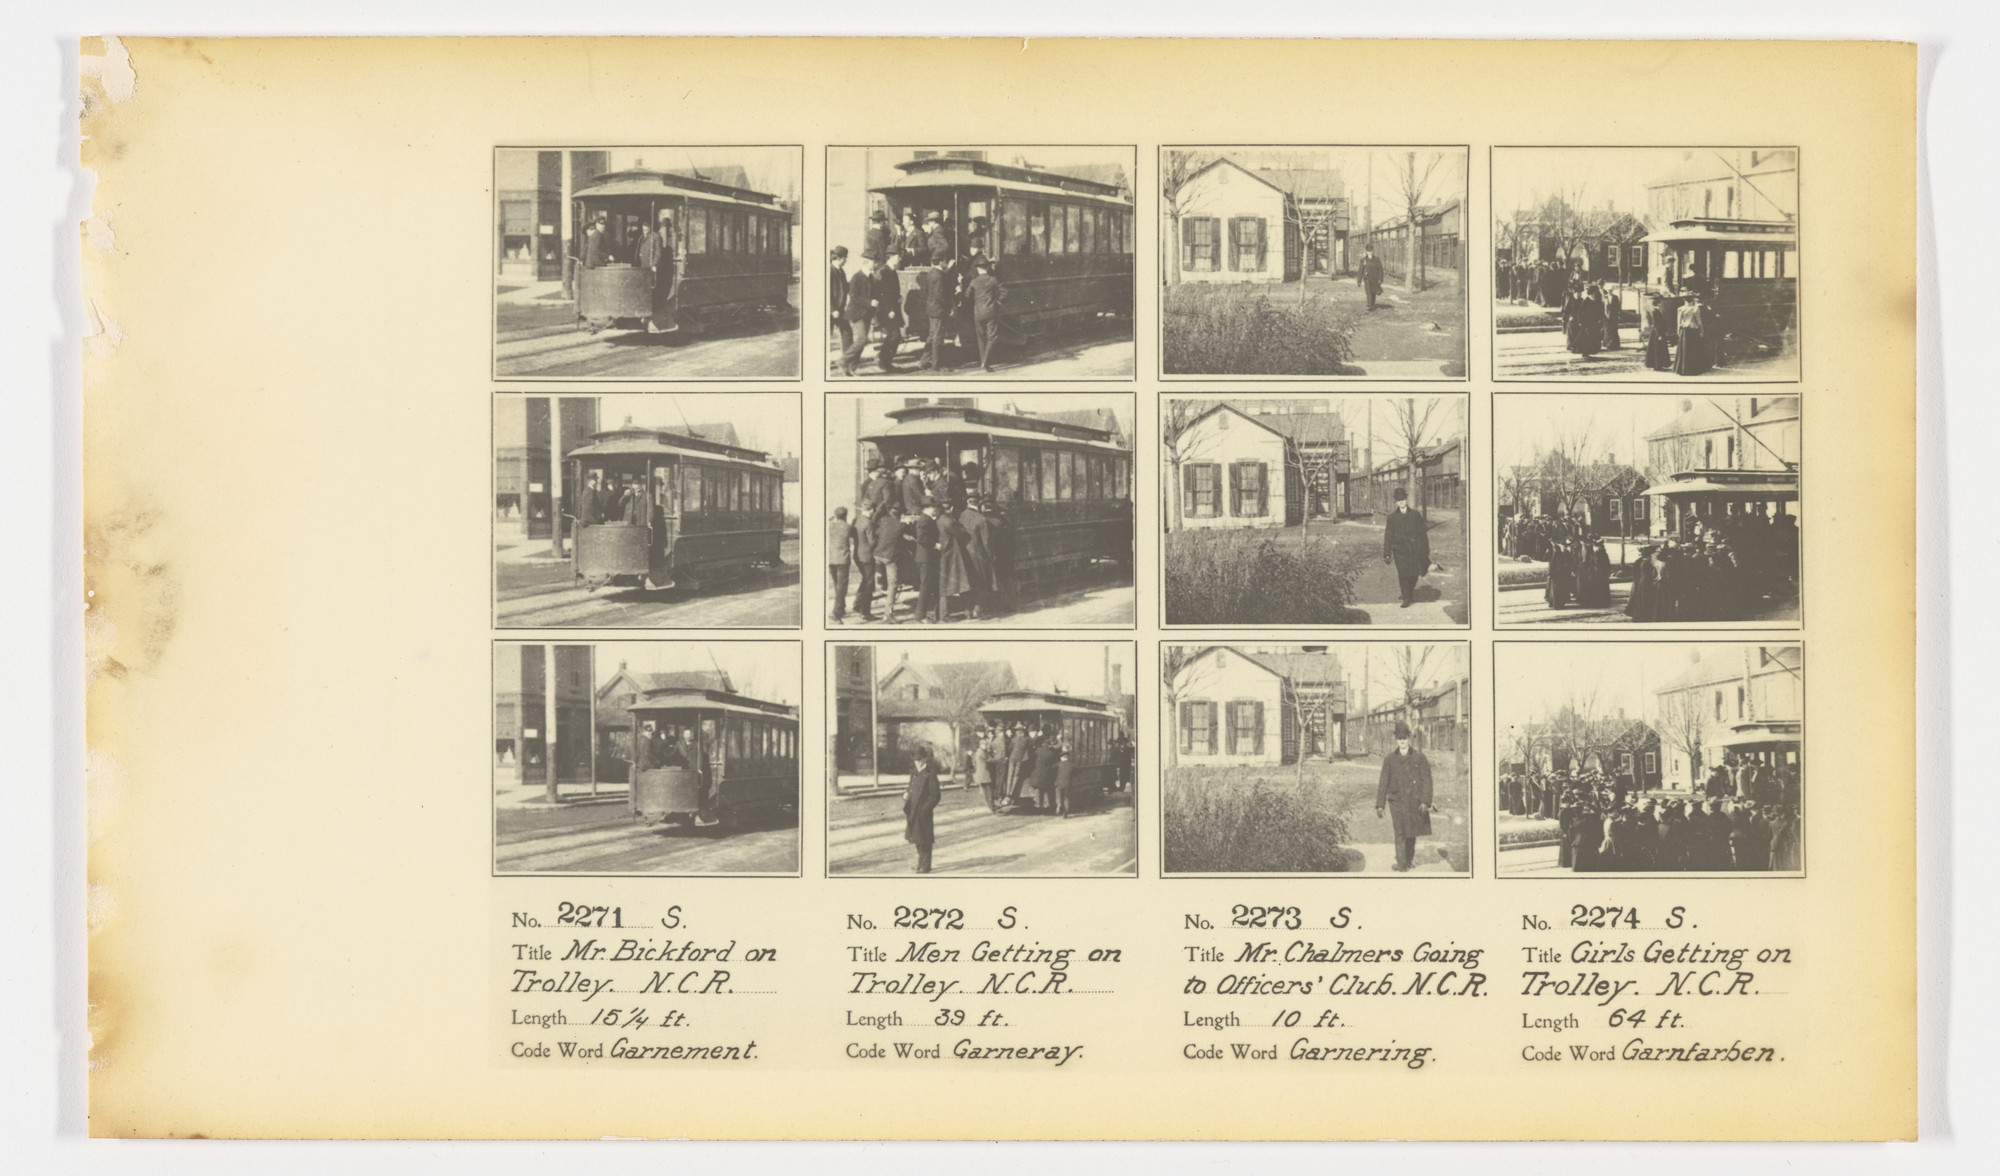 No. 2271 S.
Title Mr. Bickford on
Trolley. N.C.R.
Length 15 1/4 ft.
Code Word Garnement.
No. 2272 S.
Title Men Getting on
Trolley. N.C.R.
Length 39 ft.
Code Word Garneray.
No. 2273 S.
Title Mr. Chalmers Going
to Officers' Club. N.C.R.
Length 10 ft.
Code Word Garnering.
No. 2274 S.
Title Girls Getting on
Trolley. N.C.R.
Length 64 ft.
Code Word Garnfarben.